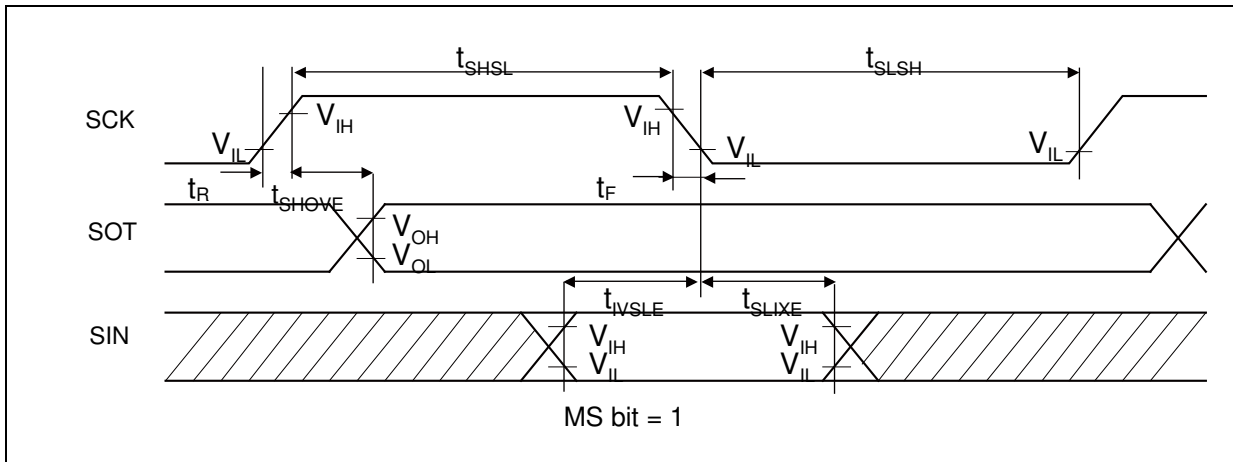 tSHSL tSLSH
SCK VIH VIH
VIL VIL VIL
tR tSHOVE tF
SOT VOH
VOL
tIVSLE tSLIXE
SIN VIH VIH
VIL VIL
MS bit = 1